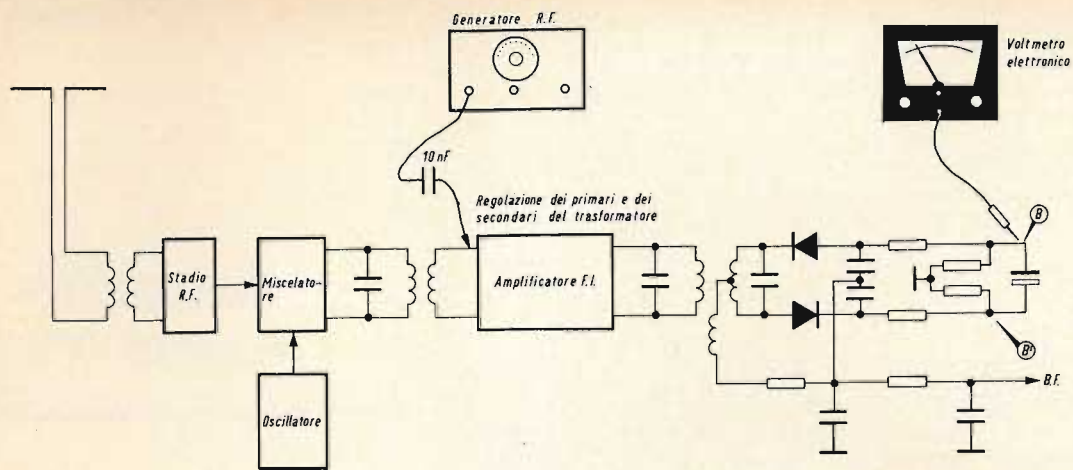 Generatore R.F.
Voltmetro
elettronico
10 nF
Regolazione dei primari e dei
secondari del trasformatore
B
Stadio
R.F.
Miscelato-
re
Amplificatore F.I.
B'
B.F.
Oscillatore